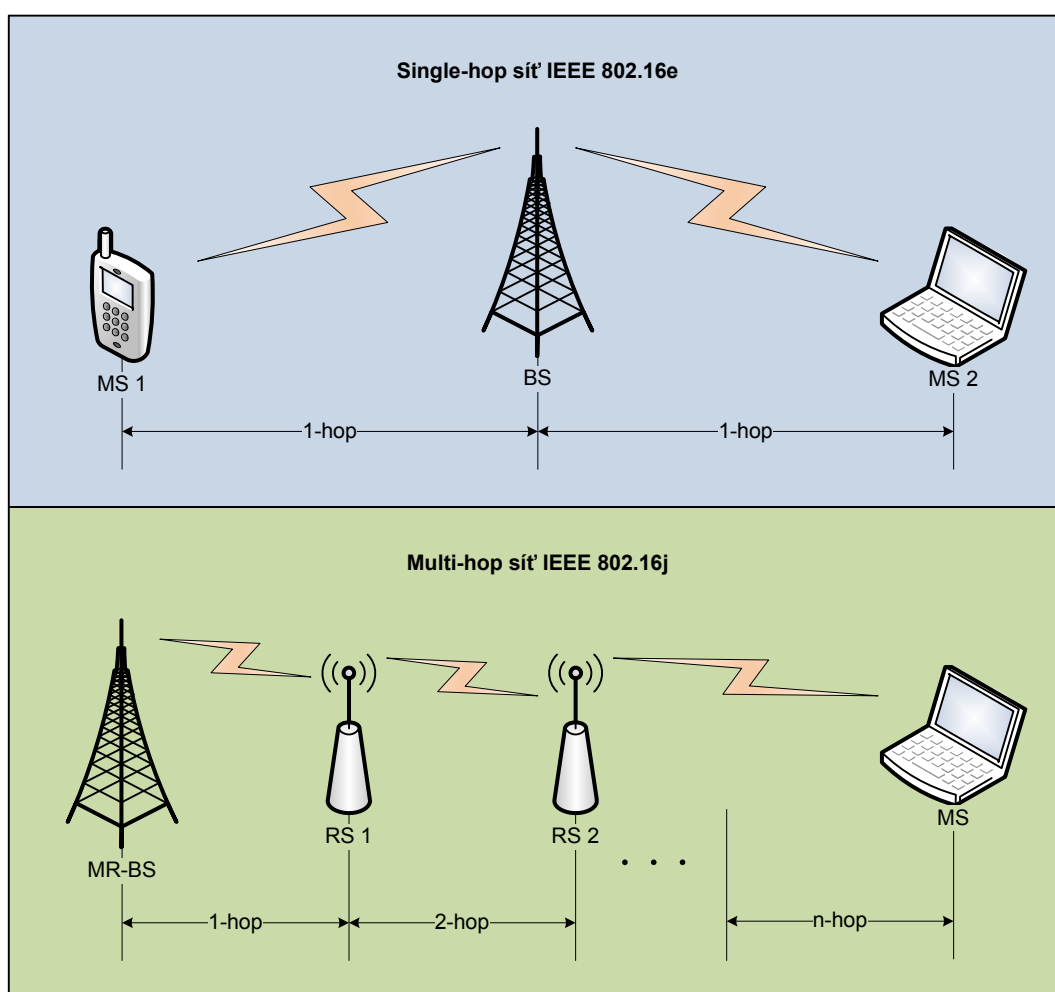 Single-hop síť IEEE 802.16e
MS 1
BS
MS 2
1-hop
1-hop
Multi-hop síť IEEE 802.16j
MR-BS
RS 1
RS 2
MS
. . .
1-hop
2-hop
n-hop